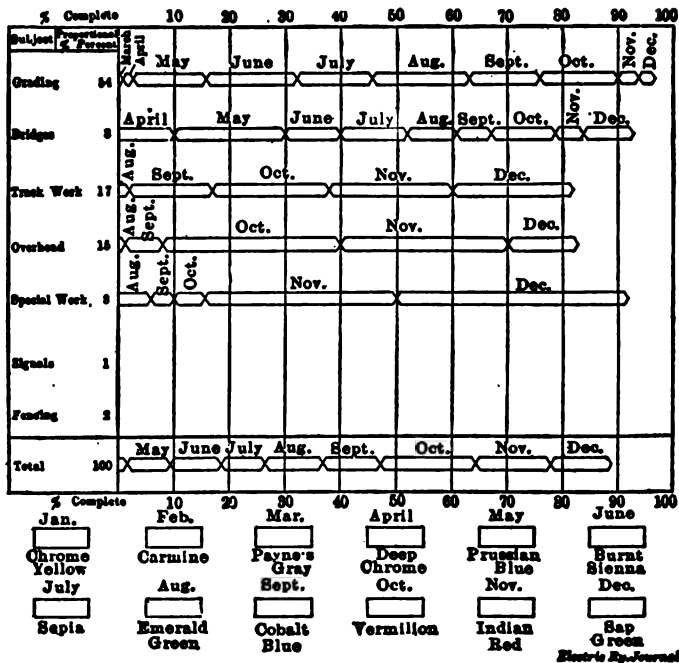 % Complete 10 20 30 40 50 60 70 80 90 100
Subject Proportional % Percent
March April May June July Aug. Sept. Oct. Nov. Dec.
Grading 54
April May June July Aug. Sept. Oct. Nov. Dec.
Bridges 3
Aug. Sept. Oct. Nov. Dec.
Track Work 17
Aug. Sept. Oct. Nov. Dec.
Overhead 15
Aug. Sept. Oct. Nov. Dec.
Special Work. 8
Signals 1
Fencing 2
May June July Aug. Sept. Oct. Nov. Dec.
Total 100
% Complete 10 20 30 40 50 60 70 80 90 100
Jan. Feb. Mar. April May June
Chrome Carmine Payne's Deep Prussian Burnt
Yellow Gray Chrome Blue Sienna
July Aug. Sept. Oct. Nov. Dec.
Sepia Emerald Cobalt Vermilion Indian Sap
Green Blue Red Green
Electric Ry. Journal